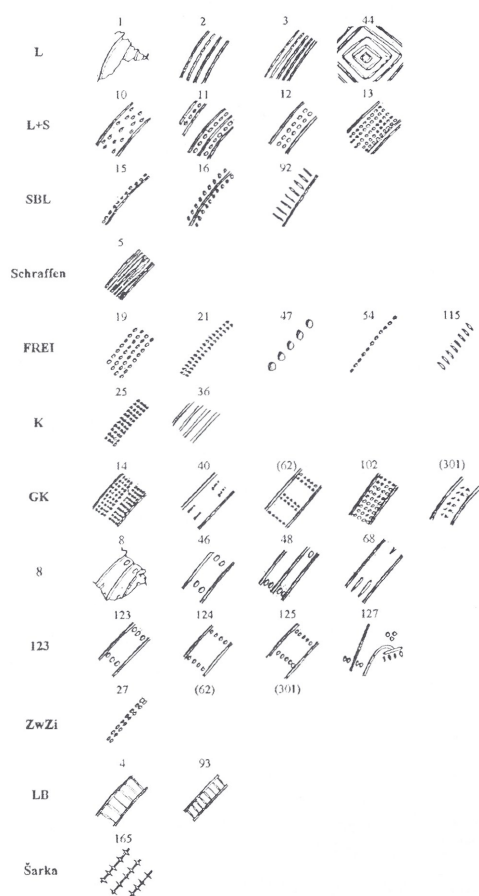 1 2 3 44
L
10 11 12 13
L+S
15 16 92
SBL
5
Schraffen
19 21 47 54 115
FREI
25 36
K
14 40 (62) 102 (301)
GK
8 46 48 68
8
123 124 125 127
123
27 (62) (301)
ZwZi
4 93
LB
165
Šarka